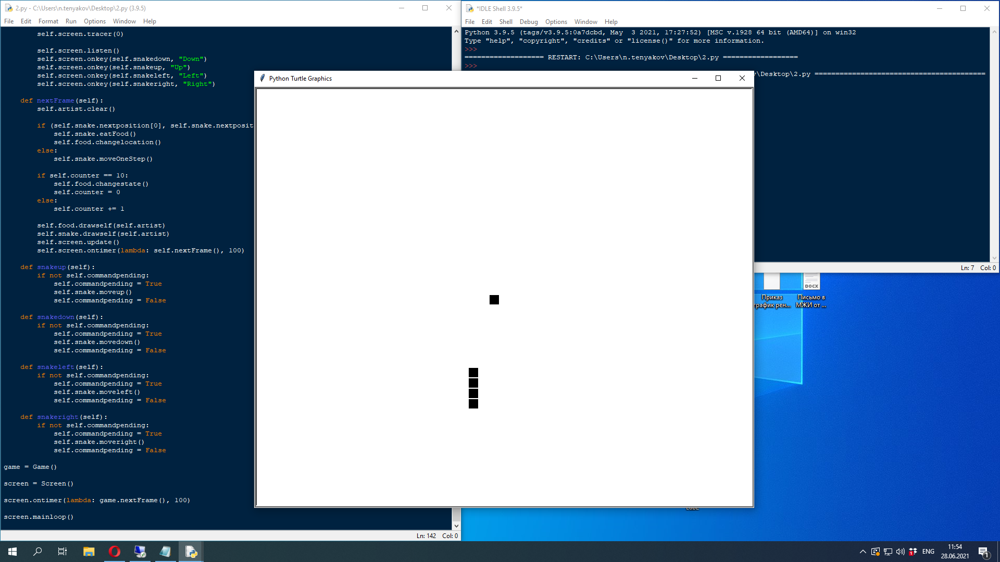 2.py - C:\Users\n.tenyakov\Desktop\2.py (3.9.5)
File Edit Format Run Options Window Help
        self.screen.tracer(0)
        self.screen.listen()
        self.screen.onkey(self.snakedown, "Down")
        self.screen.onkey(self.snakeup, "Up")
        self.screen.onkey(self.snakeleft, "Left")
        self.screen.onkey(self.snakeright, "Right")
    def nextFrame(self):
        self.artist.clear()
        if (self.snake.nextposition[0], self.snake.nextposit
            self.snake.eatFood()
            self.food.changelocation()
        else:
            self.snake.moveOneStep()
        if self.counter == 10:
            self.food.changestate()
            self.counter = 0
        else:
            self.counter += 1
        self.food.drawself(self.artist)
        self.snake.drawself(self.artist)
        self.screen.update()
        self.screen.ontimer(lambda: self.nextFrame(), 100)
    def snakeup(self):
        if not self.commandpending:
            self.commandpending = True
            self.snake.moveup()
            self.commandpending = False
    def snakedown(self):
        if not self.commandpending:
            self.commandpending = True
            self.snake.movedown()
            self.commandpending = False
    def snakeleft(self):
        if not self.commandpending:
            self.commandpending = True
            self.snake.moveleft()
            self.commandpending = False
    def snakeright(self):
        if not self.commandpending:
            self.commandpending = True
            self.snake.moveright()
            self.commandpending = False
game = Game()
screen = Screen()
screen.ontimer(lambda: game.nextFrame(), 100)
screen.mainloop()
Ln: 142 Col: 0
*IDLE Shell 3.9.5*
File Edit Shell Debug Options Window Help
Python 3.9.5 (tags/v3.9.5:0a7dcbd, May  3 2021, 17:27:52) [MSC v.1928 64 bit (AMD64)] on win32
Type "help", "copyright", "credits" or "license()" for more information.
>>>
=================== RESTART: C:\Users\n.tenyakov\Desktop\2.py ==================
>>>
\Desktop\2.py =========================================
Ln: 7 Col: 0
Python Turtle Graphics
DOCX
Приказ
график рен...
Письмо в
МЖИ от ...
ENG
11:54
28.06.2021
1